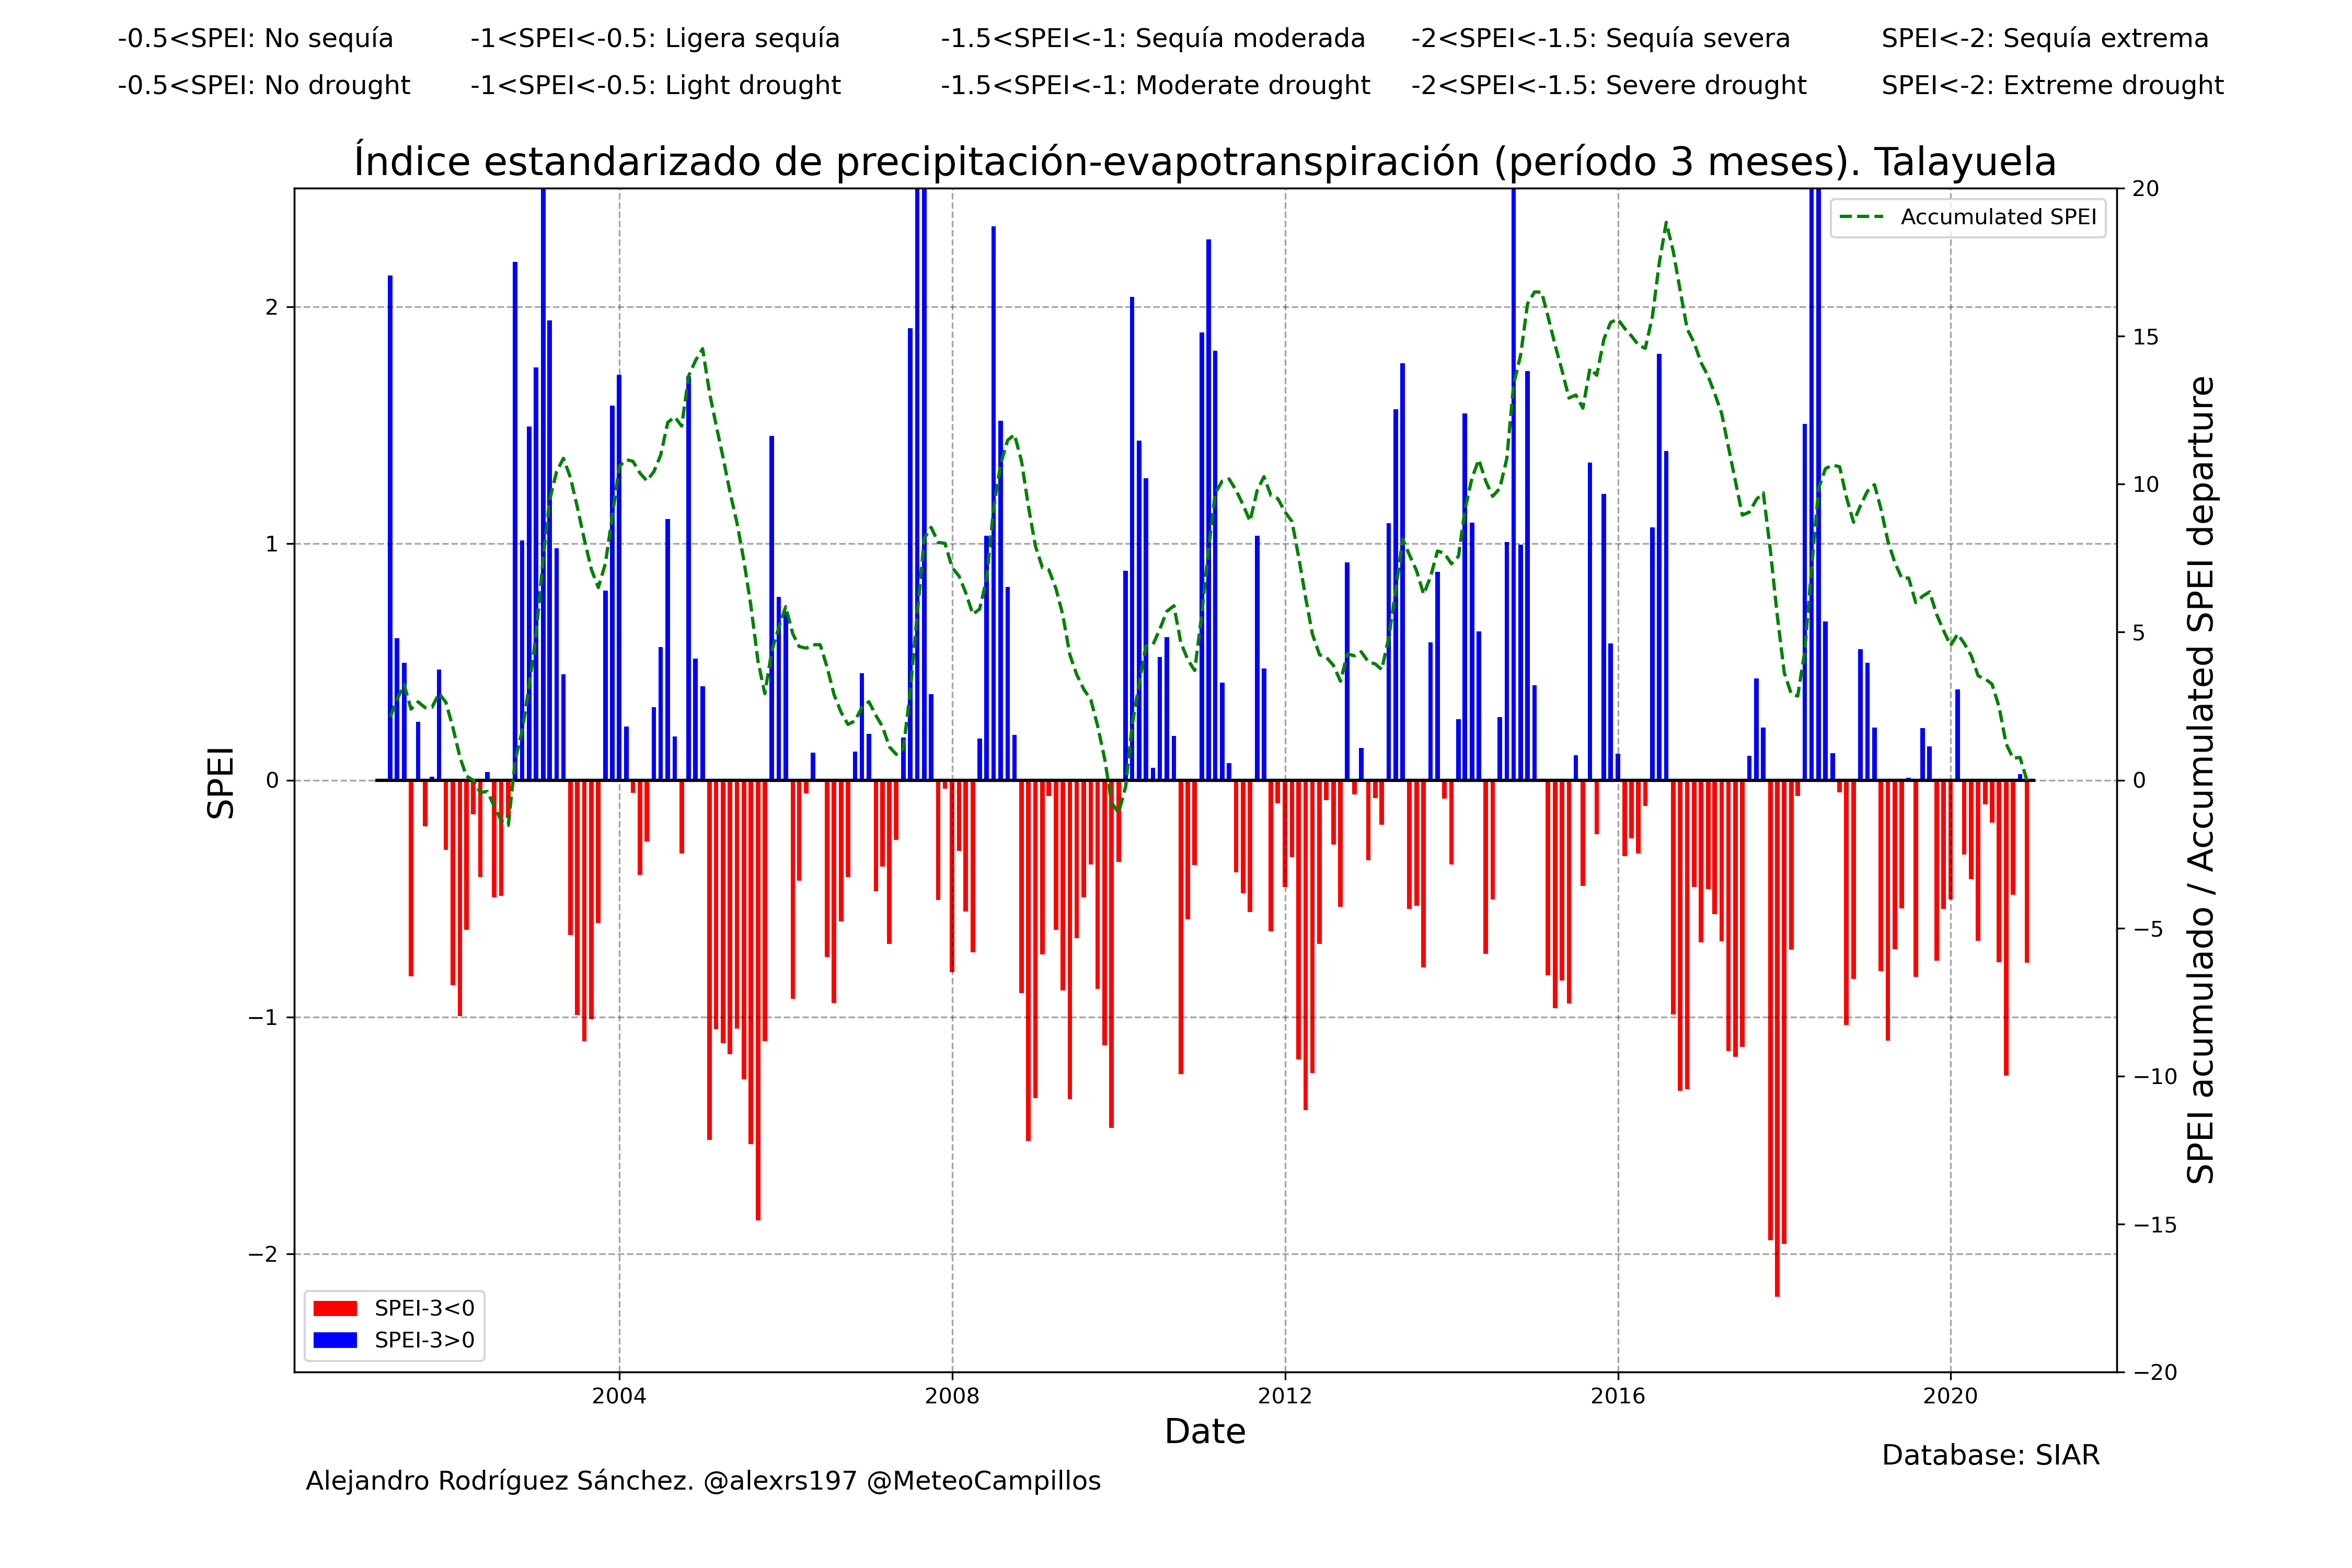 -0.5<SPEI: No sequía -1<SPEI<-0.5: Ligera sequía -1.5<SPEI<-1: Sequía moderada -2<SPEI<-1.5: Sequía severa SPEI<-2: Sequía extrema
-0.5<SPEI: No drought -1<SPEI<-0.5: Light drought -1.5<SPEI<-1: Moderate drought -2<SPEI<-1.5: Severe drought SPEI<-2: Extreme drought
Índice estandarizado de precipitación-evapotranspiración (período 3 meses). Talayuela
Accumulated SPEI
SPEI
2
1
0
−1
−2
20
15
10
5
0
−5
−10
−15
−20
SPEI acumulado / Accumulated SPEI departure
SPEI-3<0
SPEI-3>0
2004 2008 2012 2016 2020
Date
Database: SIAR
Alejandro Rodríguez Sánchez. @alexrs197 @MeteoCampillos